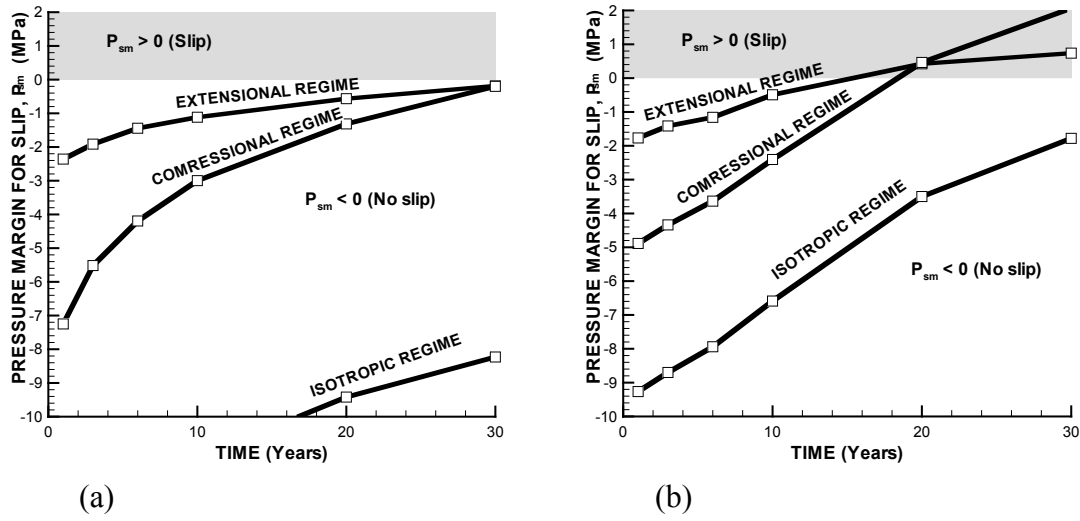 PRESSURE MARGIN FOR SLIP, Psm (MPa)
2
1
0
-1
-2
-3
-4
-5
-6
-7
-8
-9
-10
Psm > 0 (Slip)
EXTENSIONAL REGIME
COMRESSIONAL REGIME
Psm < 0 (No slip)
ISOTROPIC REGIME
0 10 20 30
TIME (Years)
(a)
PRESSURE MARGIN FOR SLIP, Psm (MPa)
2
1
0
-1
-2
-3
-4
-5
-6
-7
-8
-9
-10
Psm > 0 (Slip)
EXTENSIONAL REGIME
COMRESSIONAL REGIME
ISOTROPIC REGIME
Psm < 0 (No slip)
0 10 20 30
TIME (Years)
(b)